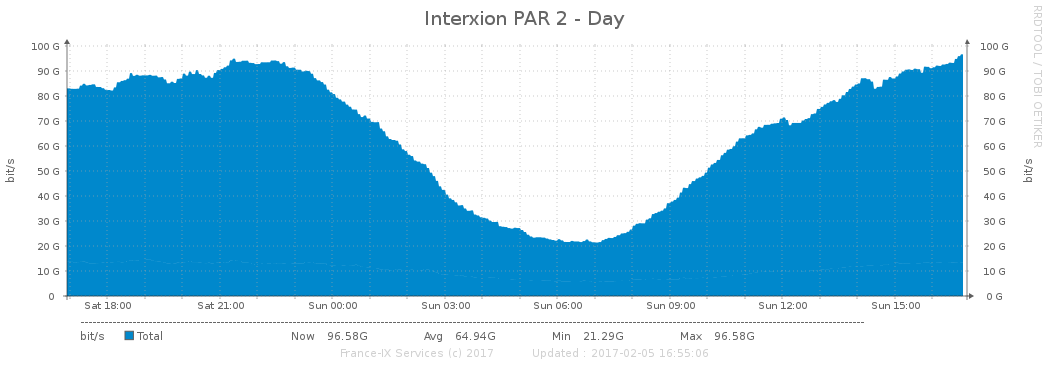 Interxion PAR 2 - Day
RRDTOOL / TOBI OETIKER
bit/s
bit/s
100 G 100 G
90 G 90 G
80 G 80 G
70 G 70 G
60 G 60 G
50 G 50 G
40 G 40 G
30 G 30 G
20 G 20 G
10 G 10 G
0 0 G
Sat 18:00 Sat 21:00 Sun 00:00 Sun 03:00 Sun 06:00 Sun 09:00 Sun 12:00 Sun 15:00
bit/s Total Now 96.58G Avg 64.94G Min 21.29G Max 96.58G
France-IX Services (c) 2017 Updated : 2017-02-05 16:55:06